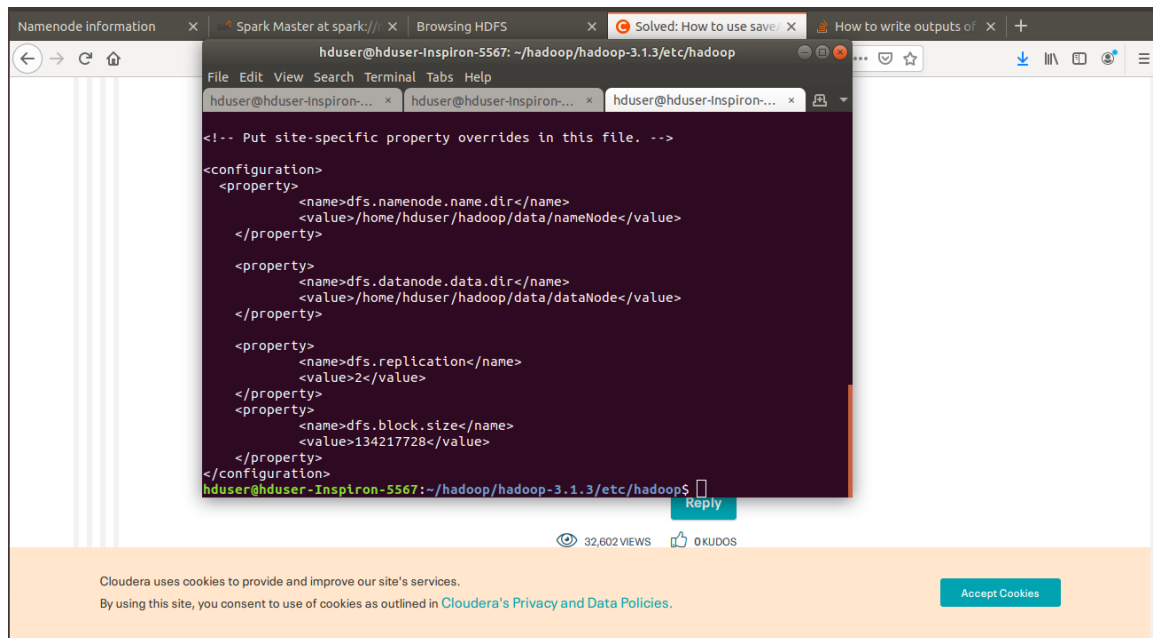 Namenode information
Spark Master at spark://
Browsing HDFS
Solved: How to use save
How to write outputs of
hduser@hduser-Inspiron-5567: ~/hadoop/hadoop-3.1.3/etc/hadoop
File Edit View Search Terminal Tabs Help
hduser@hduser-Inspiron-...
hduser@hduser-Inspiron-...
hduser@hduser-Inspiron-...
<!-- Put site-specific property overrides in this file. -->
<configuration>
<property>
<name>dfs.namenode.name.dir</name>
<value>/home/hduser/hadoop/data/nameNode</value>
</property>
<property>
<name>dfs.datanode.data.dir</name>
<value>/home/hduser/hadoop/data/dataNode</value>
</property>
<property>
<name>dfs.replication</name>
<value>2</value>
</property>
<property>
<name>dfs.block.size</name>
<value>134217728</value>
</property>
</configuration>
hduser@hduser-Inspiron-5567:~/hadoop/hadoop-3.1.3/etc/hadoop$
Reply
32,602 VIEWS 0 KUDOS
Cloudera uses cookies to provide and improve our site's services.
By using this site, you consent to use of cookies as outlined in Cloudera's Privacy and Data Policies.
Accept Cookies